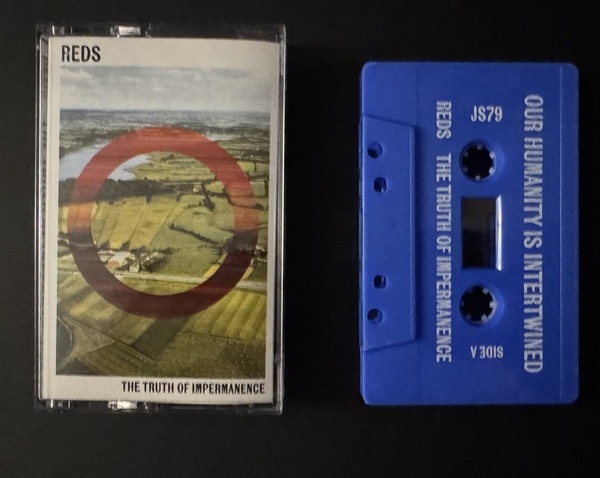 REDS
THE TRUTH OF IMPERMANENCE
OUR HUMANITY IS INTERTWINED
JS79
REDS THE TRUTH OF IMPERMANENCE
SIDE A